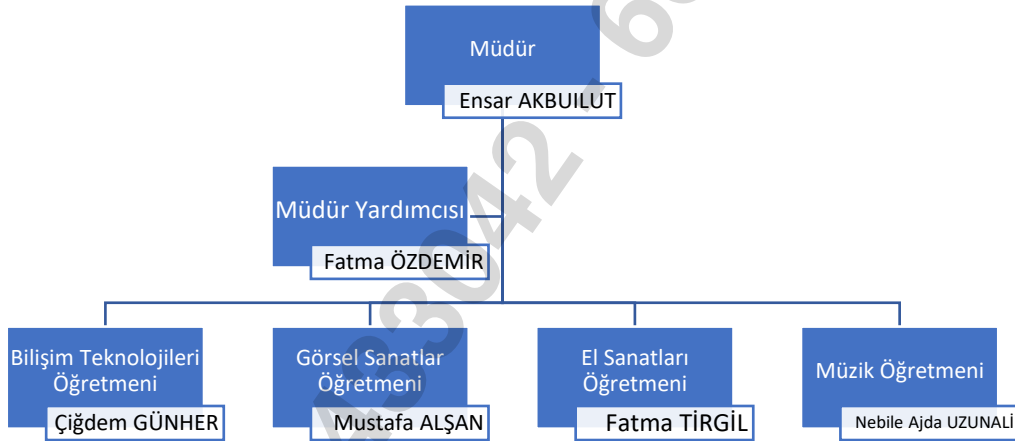 Müdür
Ensar AKBUILUT
Müdür Yardımcısı
Fatma ÖZDEMİR
Bilişim Teknolojileri
Öğretmeni
Çiğdem GÜNHER
Görsel Sanatlar
Öğretmeni
Mustafa ALŞAN
El Sanatları
Öğretmeni
Fatma TİRGİL
Müzik Öğretmeni
Nebile Ajda UZUNALİ